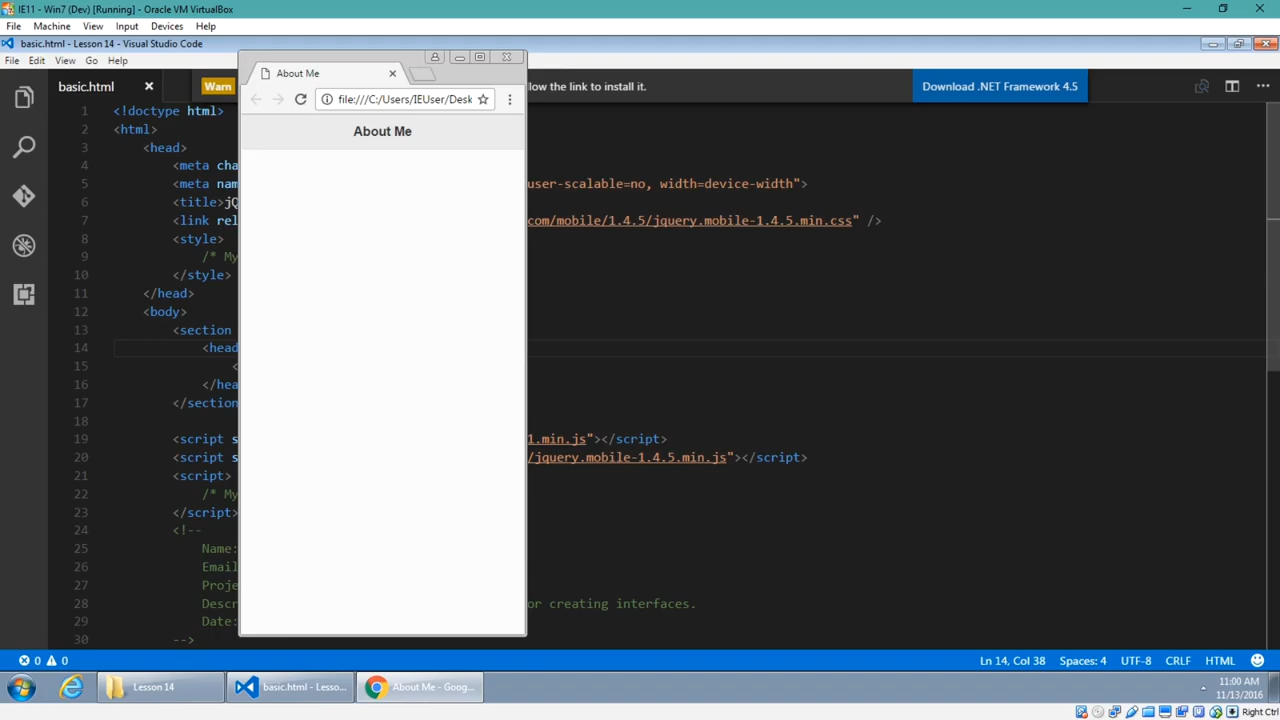 IE11 - Win7 (Dev) [Running] - Oracle VM VirtualBox
File Machine View Input Devices Help
basic.html - Lesson 14 - Visual Studio Code
File Edit View Go Help
About Me
basic.html
Warn
llow the link to install it.
Download .NET Framework 4.5
file:///C:/Users/IEUser/Desk
About Me
1 <!doctype html>
2 <html>
3 <head>
4 <meta cha
5 <meta nam user-scalable=no, width=device-width">
6 <title>jQ
7 <link rel com/mobile/1.4.5/jquery.mobile-1.4.5.min.css" />
8 <style>
9 /* My
10 </style>
11 </head>
12 <body>
13 <section
14 <head
15 <
16 </hea
17 </section
18
19 <script s 1.min.js"></script>
20 <script s /jquery.mobile-1.4.5.min.js"></script>
21 <script>
22 /* My
23 </script>
24 <!--
25 Name:
26 Email
27 Proje
28 Descr or creating interfaces.
29 Date:
30 -->
0 0 Ln 14, Col 38 Spaces: 4 UTF-8 CRLF HTML
Lesson 14 basic.html - Lesso... About Me - Goog... 11:00 AM
11/13/2016
Right Ctrl